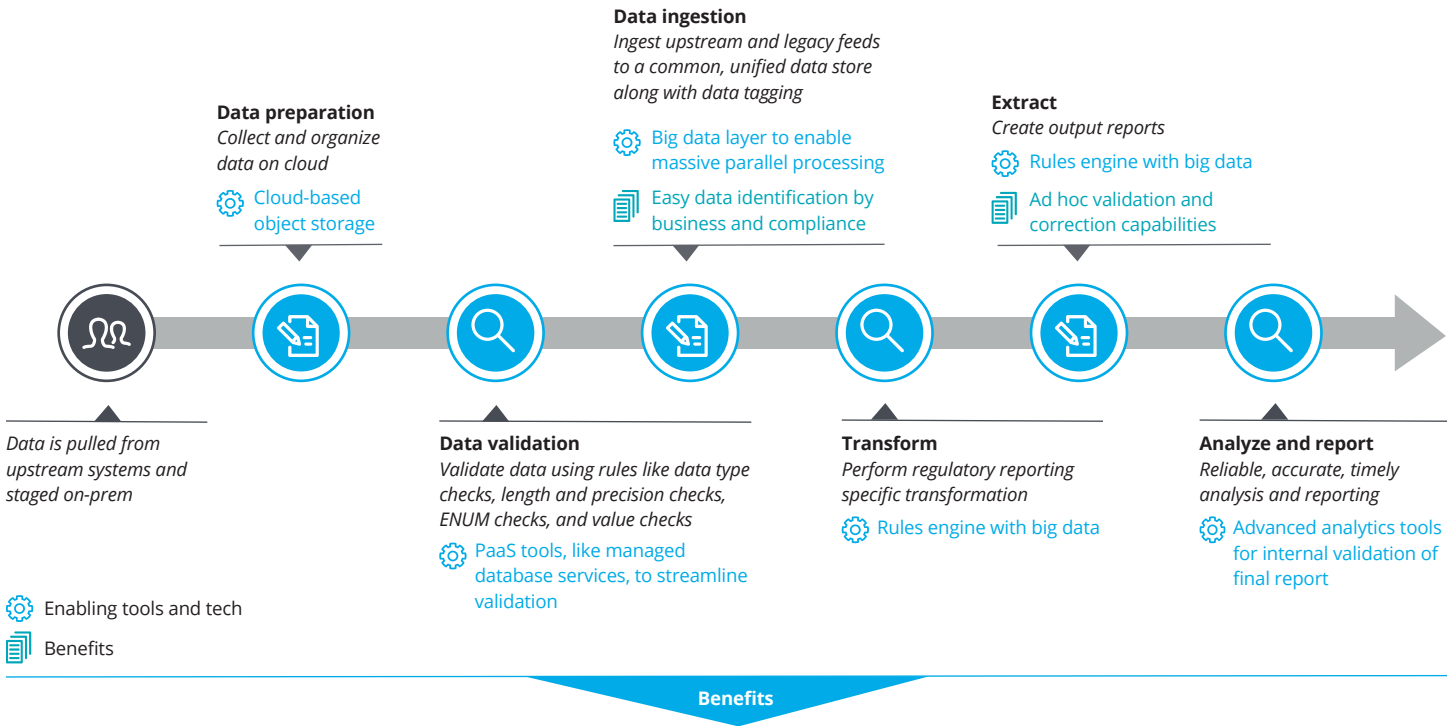 Data ingestion
Ingest upstream and legacy feeds
to a common, unified data store
along with data tagging
Big data layer to enable
massive parallel processing
Easy data identification by
business and compliance
Data preparation
Collect and organize
data on cloud
Cloud-based
object storage
Extract
Create output reports
Rules engine with big data
Ad hoc validation and
correction capabilities
Data is pulled from
upstream systems and
staged on-prem
Data validation
Validate data using rules like data type
checks, length and precision checks,
ENUM checks, and value checks
PaaS tools, like managed
database services, to streamline
validation
Transform
Perform regulatory reporting
specific transformation
Rules engine with big data
Analyze and report
Reliable, accurate, timely
analysis and reporting
Advanced analytics tools
for internal validation of
final report
Enabling tools and tech
Benefits
Benefits